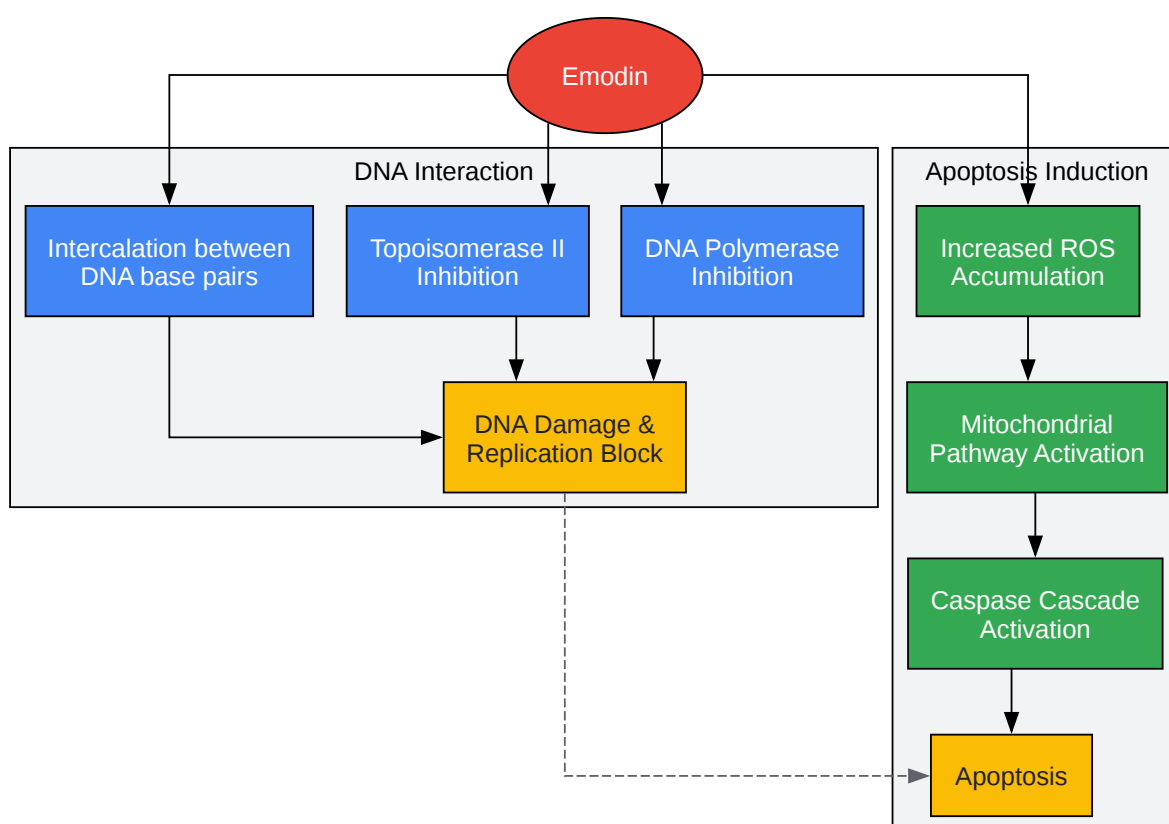 Emodin
DNA Interaction
Apoptosis Induction
Intercalation between
DNA base pairs
Topoisomerase II
Inhibition
DNA Polymerase
Inhibition
Increased ROS
Accumulation
DNA Damage &
Replication Block
Mitochondrial
Pathway Activation
Caspase Cascade
Activation
Apoptosis